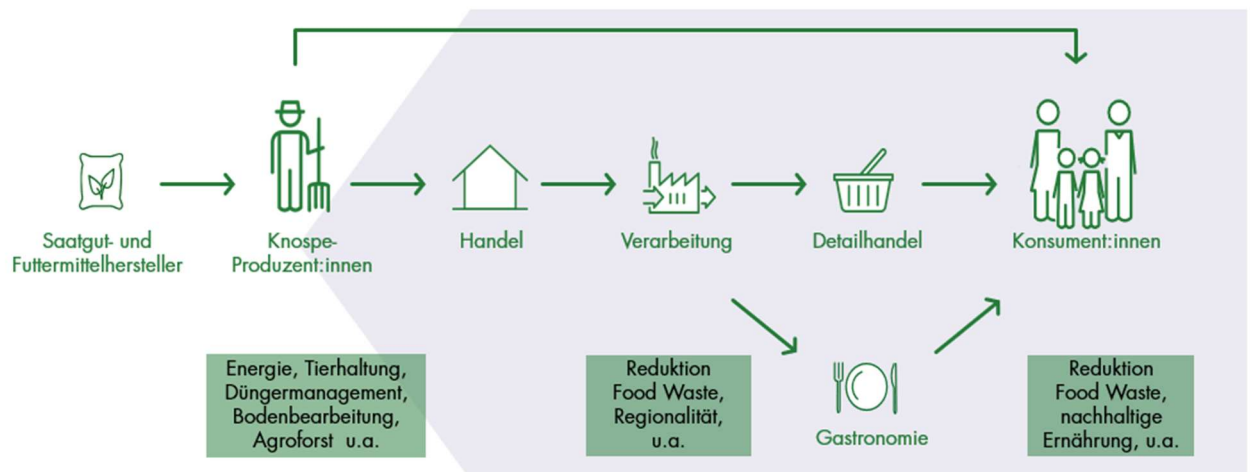 Saatgut- und
Futtermittelhersteller
Knospe-
Produzent:innen
Handel
Verarbeitung
Detailhandel
Konsument:innen
Energie, Tierhaltung,
Düngermanagement,
Bodenbearbeitung,
Agroforst u.a.
Reduktion
Food Waste,
Regionalität,
u.a.
Gastronomie
Reduktion
Food Waste,
nachhaltige
Ernährung, u.a.